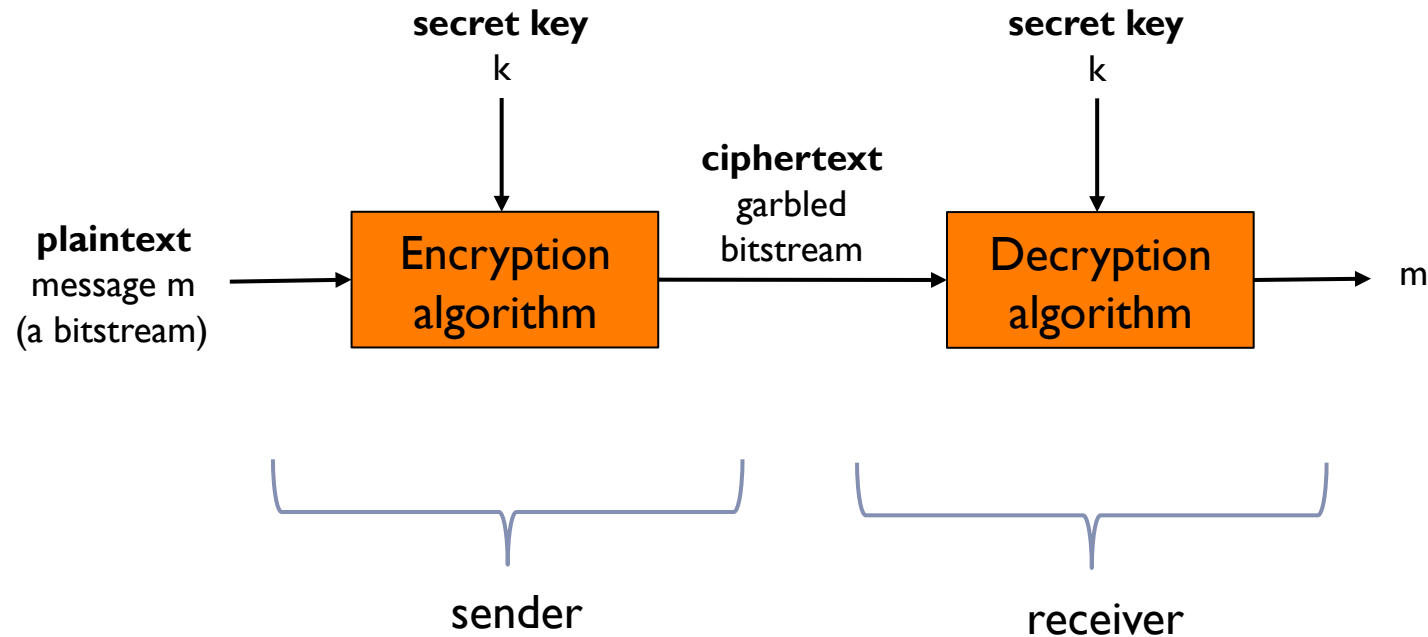 secret key
k
secret key
k
ciphertext
garbled
bitstream
plaintext
message m
(a bitstream)
Encryption
algorithm
Decryption
algorithm
m
sender
receiver